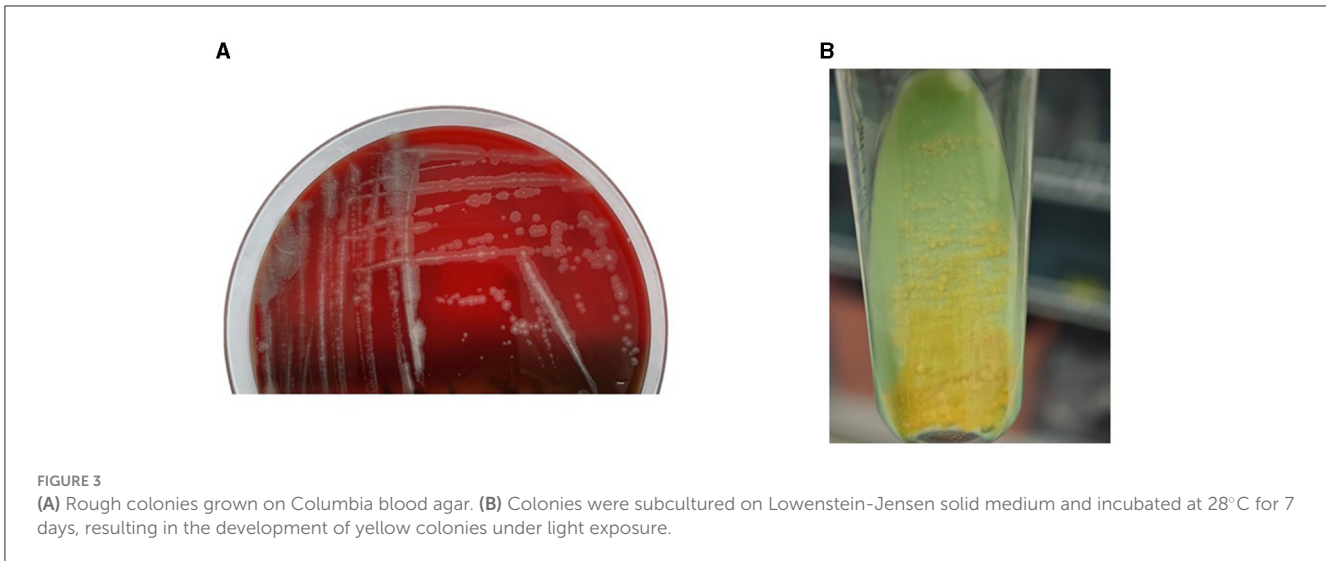 A
B
FIGURE 3
(A) Rough colonies grown on Columbia blood agar. (B) Colonies were subcultured on Lowenstein-Jensen solid medium and incubated at 28°C for 7
days, resulting in the development of yellow colonies under light exposure.